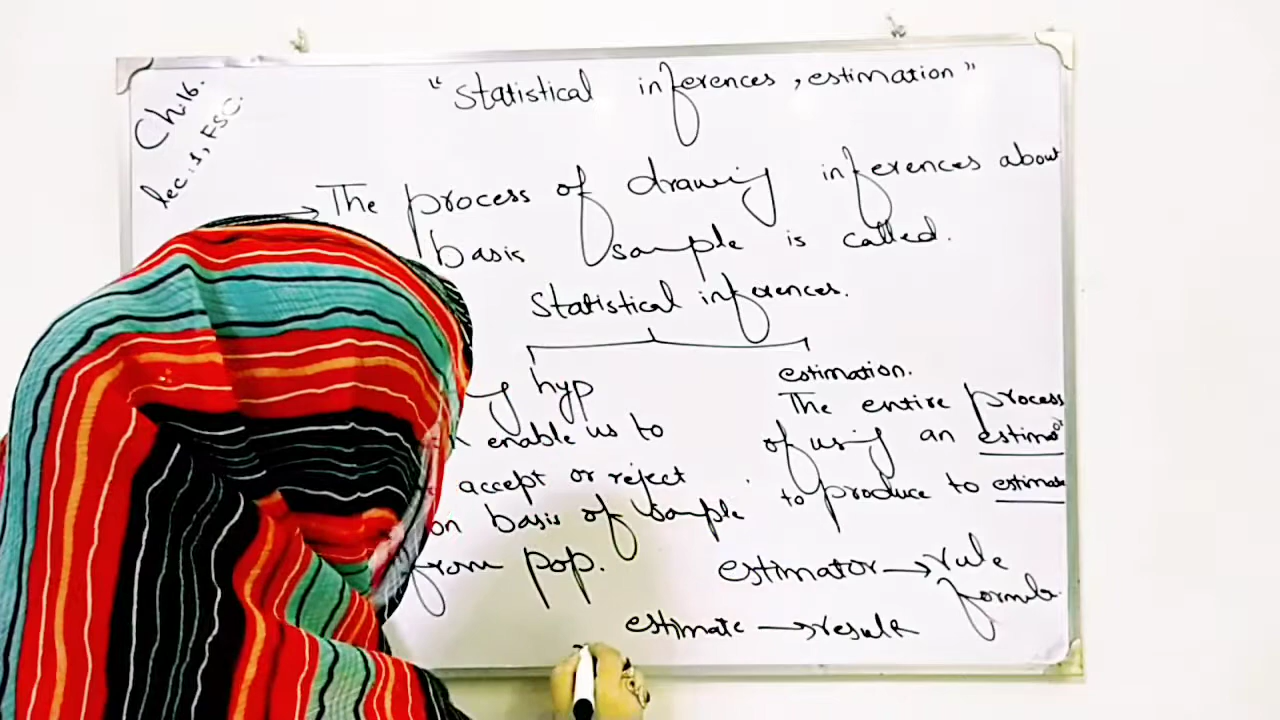 Ch.16.
lec.1, FSC.
"Statistical inferences, estimation"
The process of drawing inferences about
basis sample is called.
Statistical inferences.
hyp
estimation.
The entire process
enable us to
of using an
accept or reject
to produce to estimate
on basis of sample
from pop.
estimator → rule
formula
estimate → result